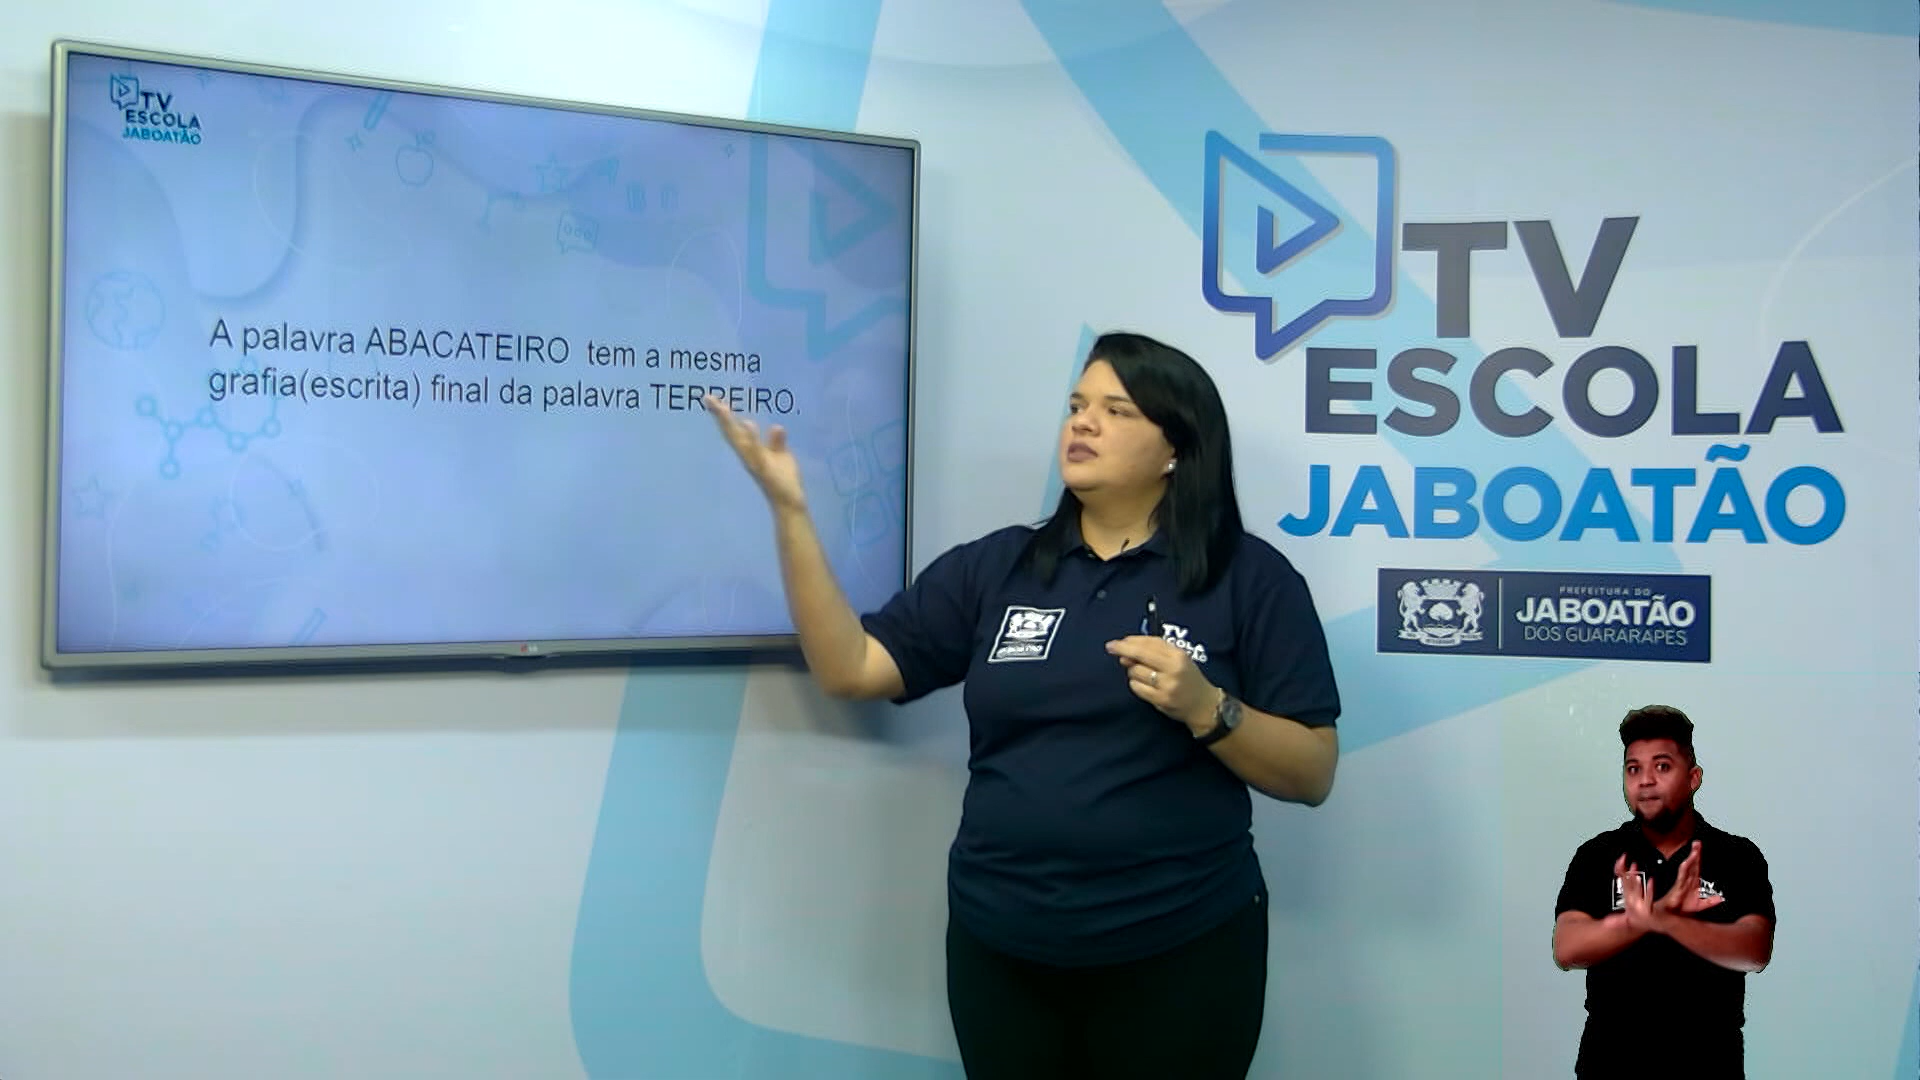 TV
ESCOLA
JABOATÃO
A palavra ABACATEIRO tem a mesma
grafia(escrita) final da palavra TERREIRO.
TV
ESCOLA
JABOATÃO
PREFEITURA DO
JABOATÃO
DOS GUARARAPES
TV